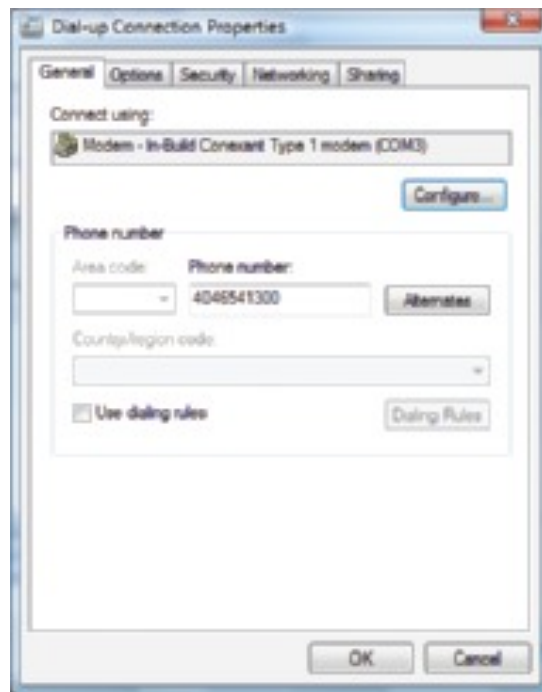 Dial-up Connection Properties
General Options Security Networking Sharing
Connect using:
Modem - In-Build Conexant Type 1 modem (COM3)
Configure...
Phone number
Area code: Phone number:
4046541300 Alternates
Country/region code:
Use dialing rules Dialing Rules
OK Cancel